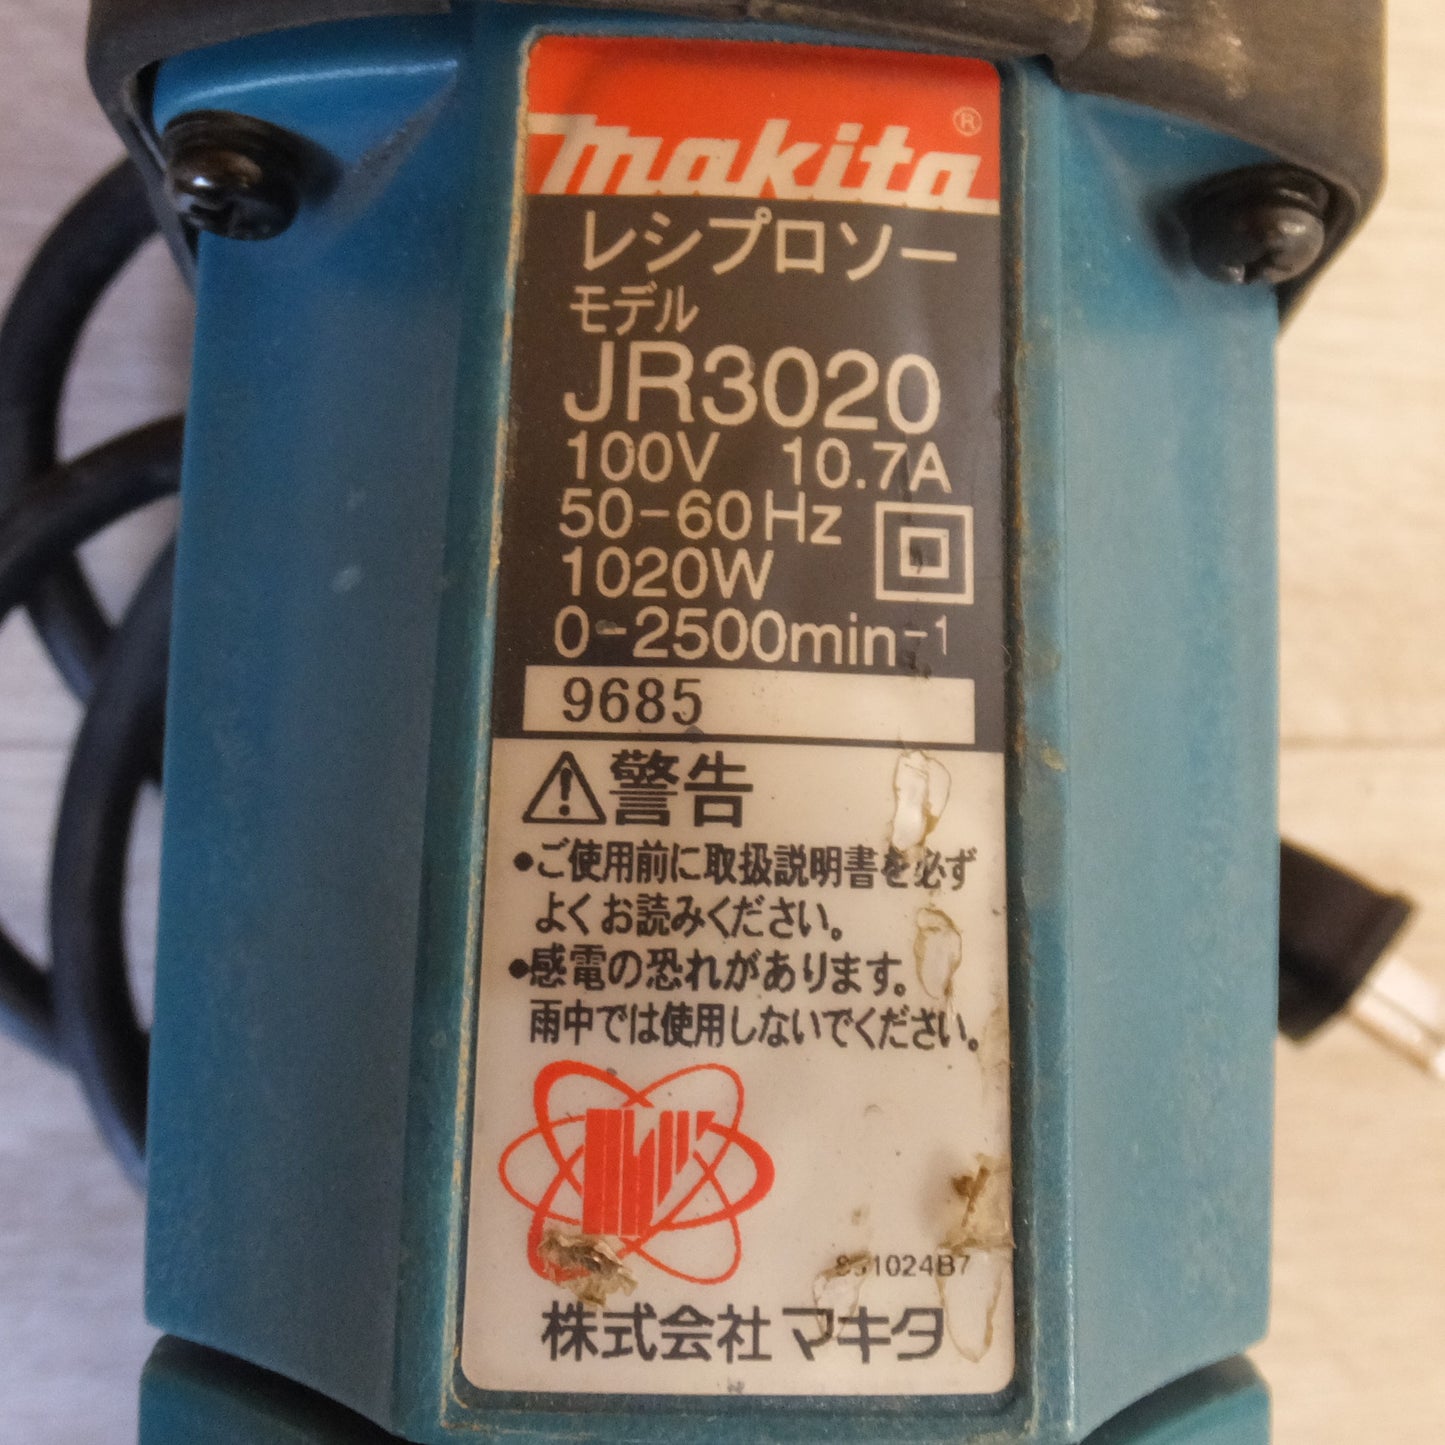 makita®
レシプロソー
モデル
JR3020
100V 10.7A
50-60Hz
1020W
0-2500min-1
9685
警告
•ご使用前に取扱説明書を必ず
よくお読みください。
•感電の恐れがあります。
雨中では使用しないでください。
株式会社マキタ